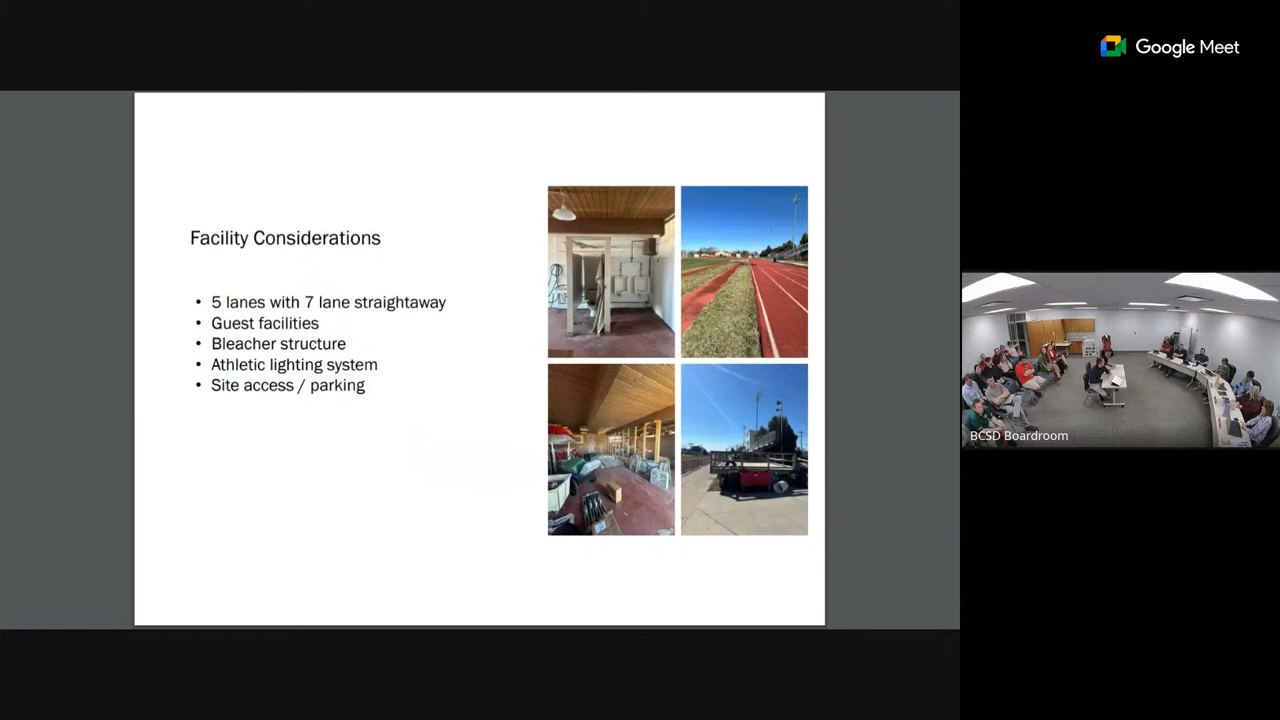 Google Meet
Facility Considerations
• 5 lanes with 7 lane straightaway
• Guest facilities
• Bleacher structure
• Athletic lighting system
• Site access / parking
BCSD Boardroom